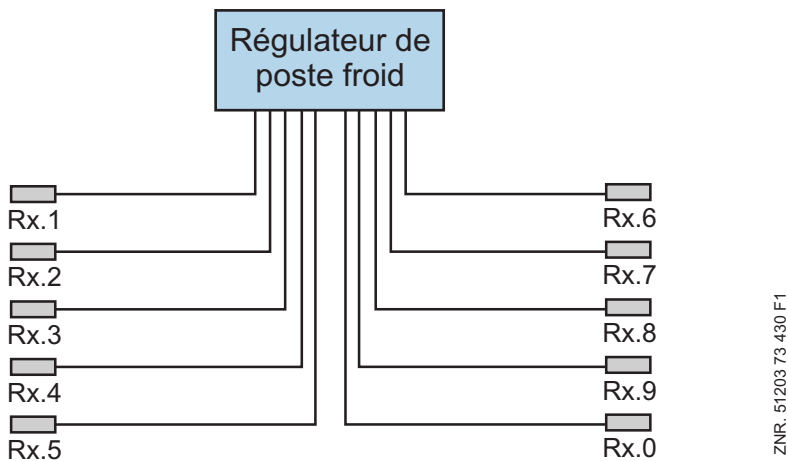 Régulateur de
poste froid
Rx.1
Rx.2
Rx.3
Rx.4
Rx.5
Rx.6
Rx.7
Rx.8
Rx.9
Rx.0
ZNR. 51203 73 430 F1